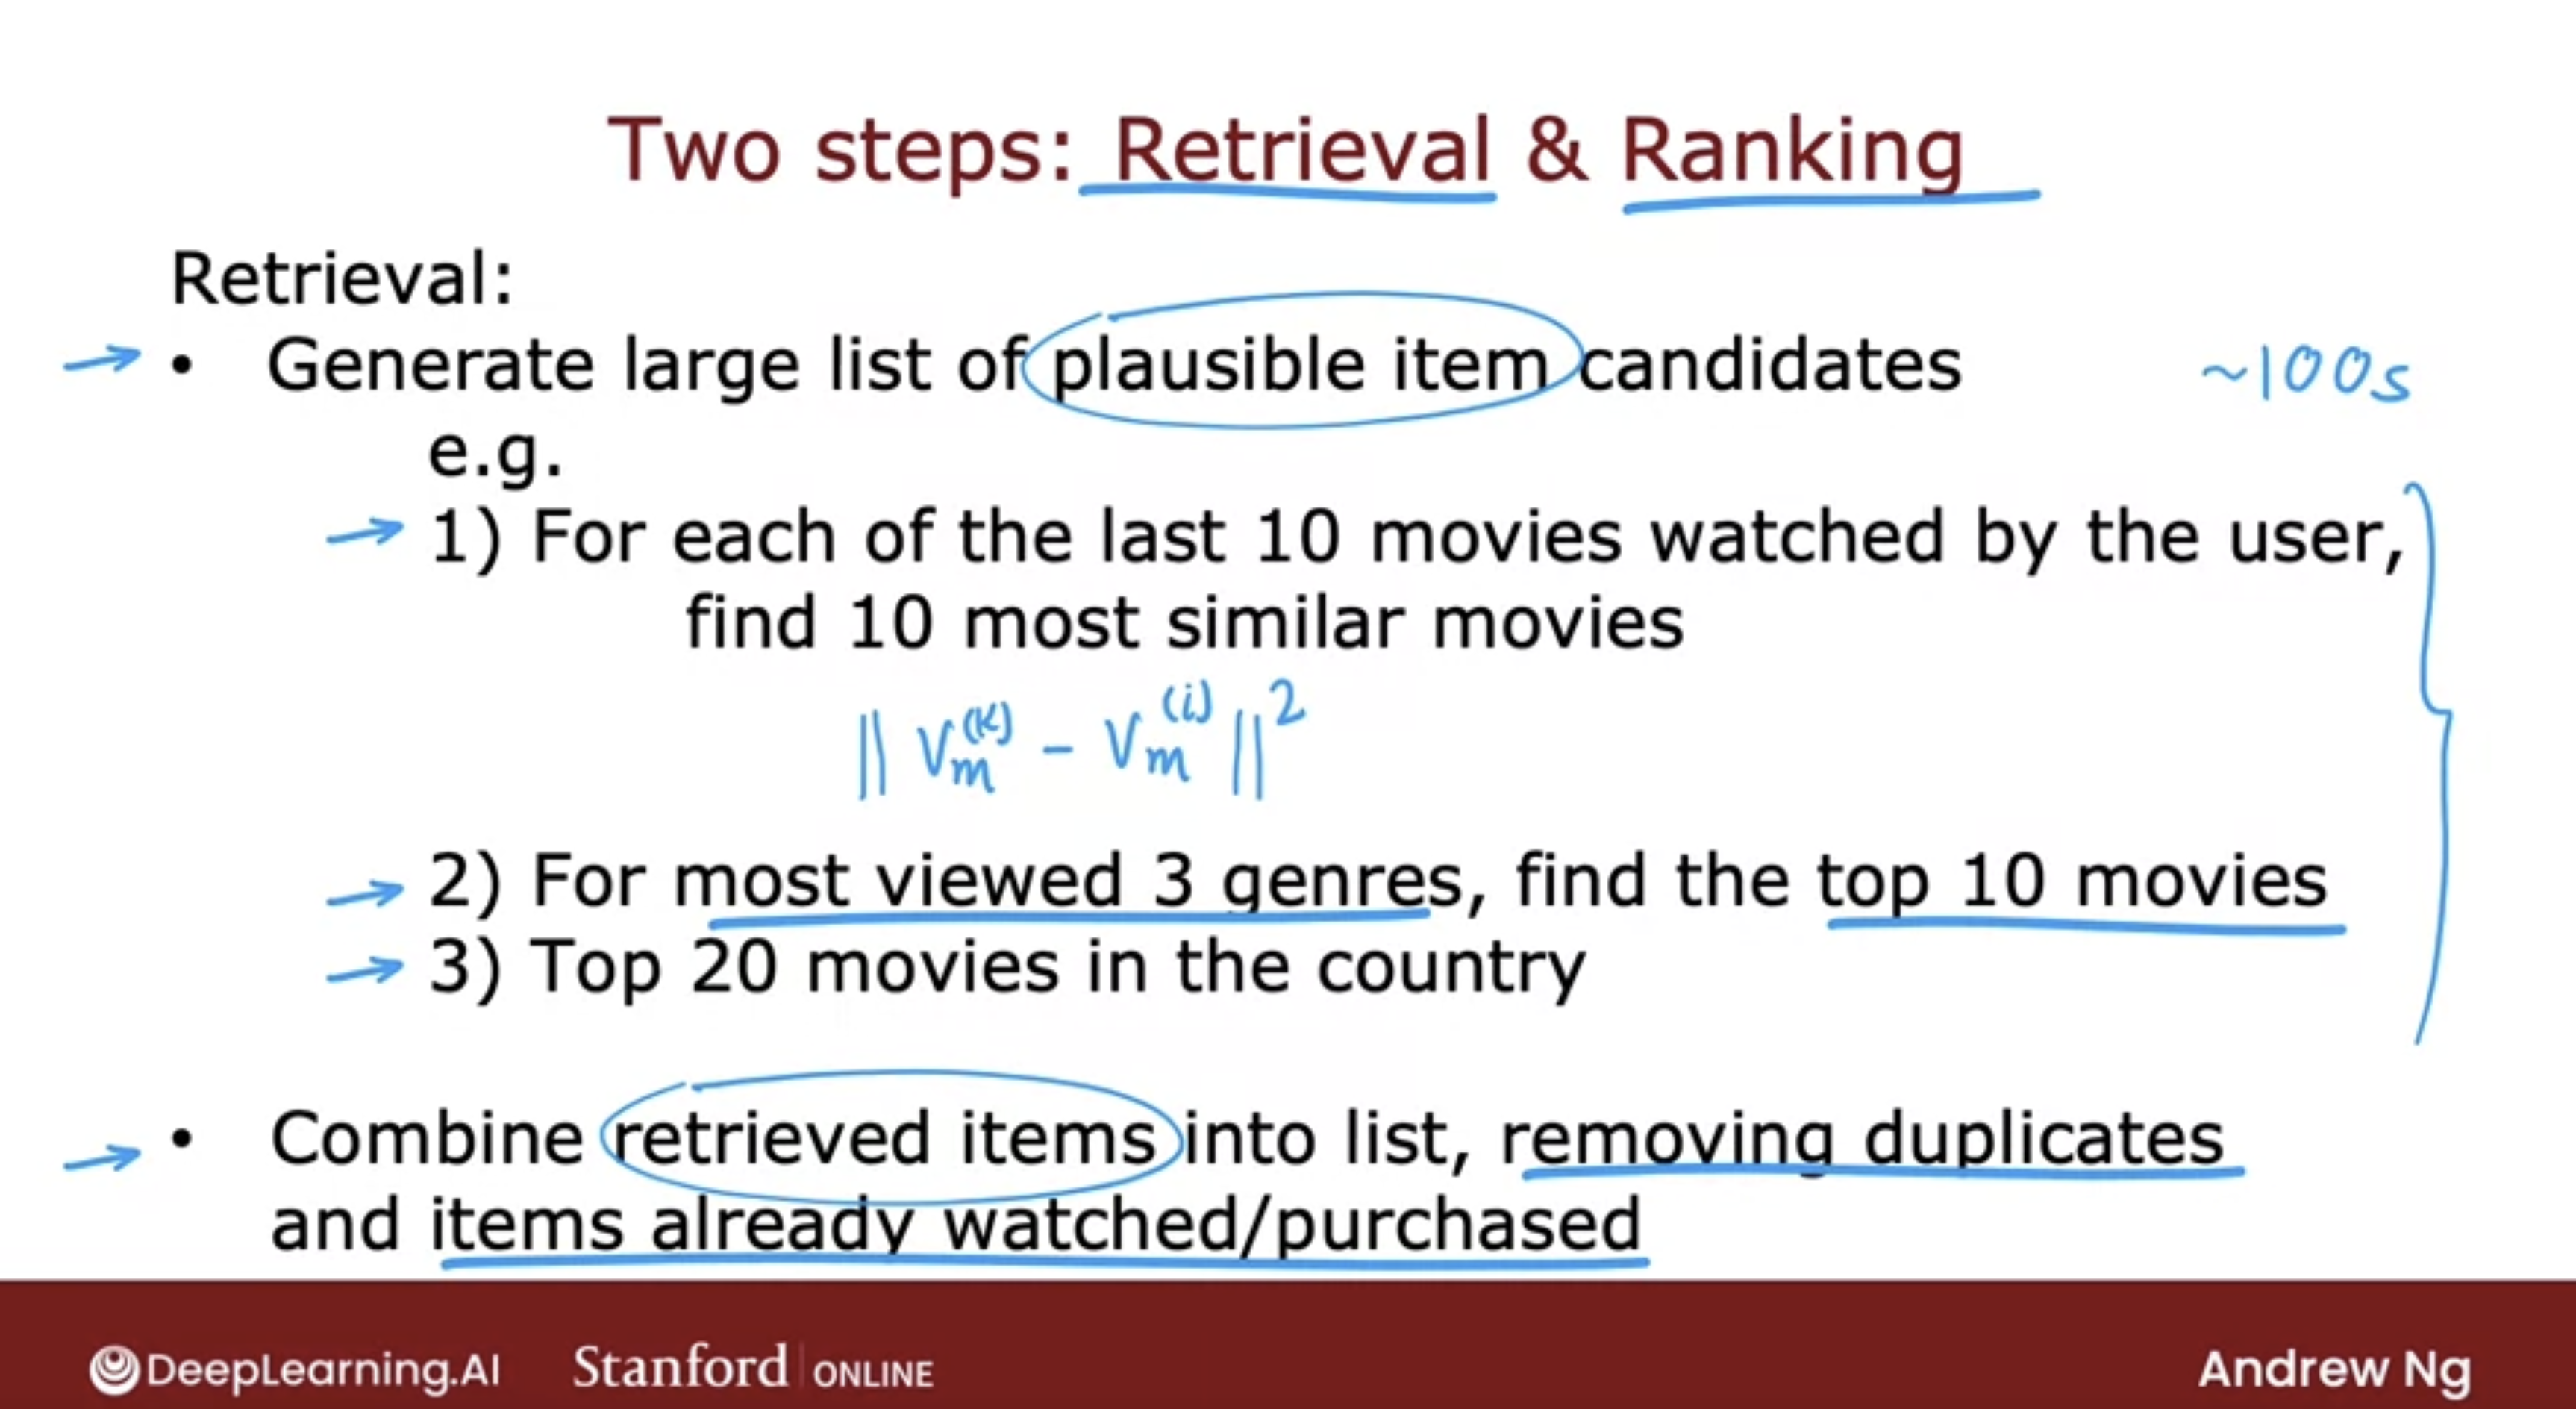 Two steps: Retrieval & Ranking
Retrieval:
• Generate large list of plausible item candidates ~100s
e.g.
1) For each of the last 10 movies watched by the user,
find 10 most similar movies
|| Vm^(k) - Vm^(i) ||^2
2) For most viewed 3 genres, find the top 10 movies
3) Top 20 movies in the country
• Combine retrieved items into list, removing duplicates
and items already watched/purchased
DeepLearning.AI Stanford | ONLINE Andrew Ng